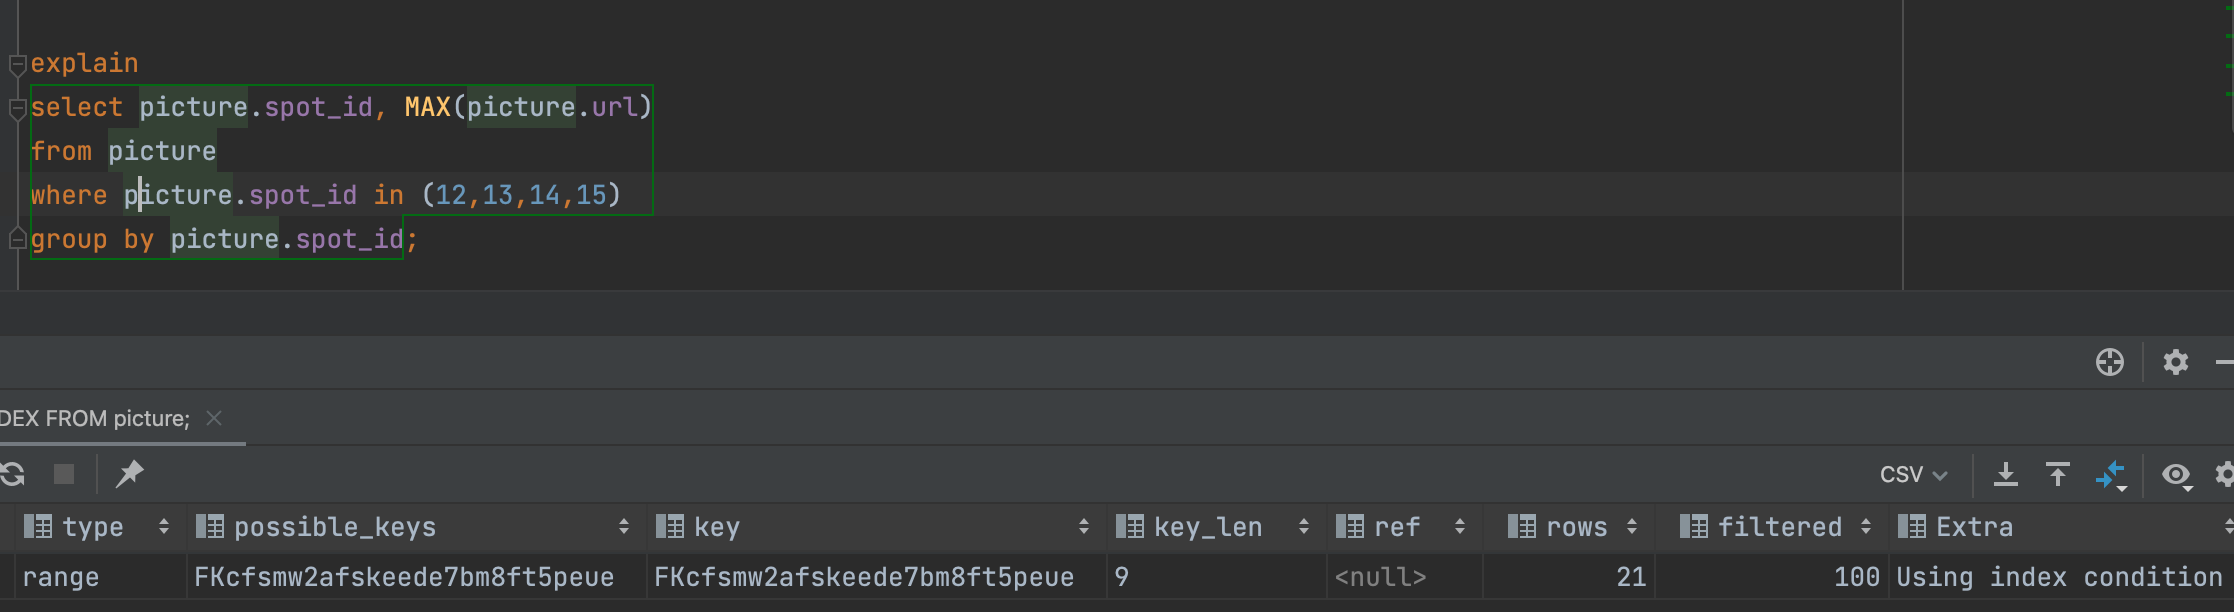 explain
select picture.spot_id, MAX(picture.url)
from picture
where picture.spot_id in (12,13,14,15)
group by picture.spot_id;
DEX FROM picture;
CSV
type possible_keys key key_len ref rows filtered Extra
range FKcfsmw2afskeede7bm8ft5peue FKcfsmw2afskeede7bm8ft5peue 9 <null> 21 100 Using index condition